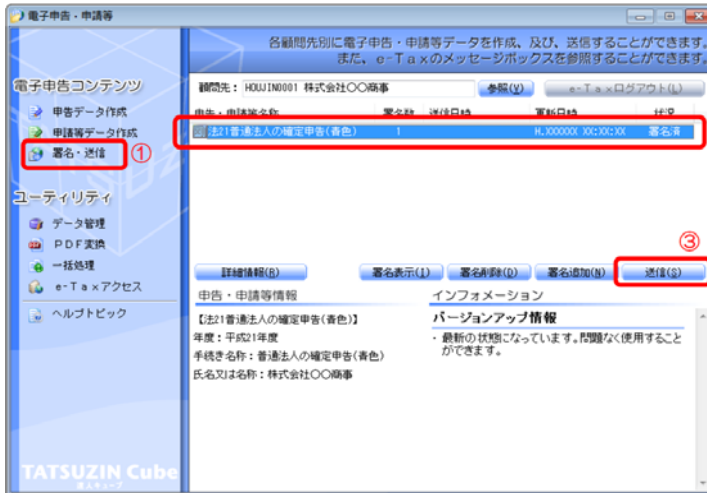 電子申告・申請等
各顧問先別に電子申告・申請等データを作成、及び、送信することができます。
また、e-Taxのメッセージボックスを参照することができます。
電子申告コンテンツ
申告データ作成
申請等データ作成
署名・送信 ①
ユーティリティ
データ管理
PDF変換
一括処理
e-Taxアクセス
ヘルプトピック
顧問先: HOUJIN0001 株式会社〇〇商事 参照(V) e-Taxログアウト(L)
申告・申請等名称 署名数 送信日時 更新日時 状況
法21普通法人の確定申告(青色) 1 H.XXXXXX XX:XX:XX 署名済
③
詳細情報(R) 署名表示(I) 署名削除(D) 署名追加(N) 送信(S)
申告・申請等情報
【法21普通法人の確定申告(青色)】
年度:平成21年度
手続き名称:普通法人の確定申告(青色)
氏名又は名称:株式会社〇〇商事
インフォメーション
バージョンアップ情報
・最新の状態になっています。問題なく使用すること
ができます。
TATSUZIN Cube
達人キューブ